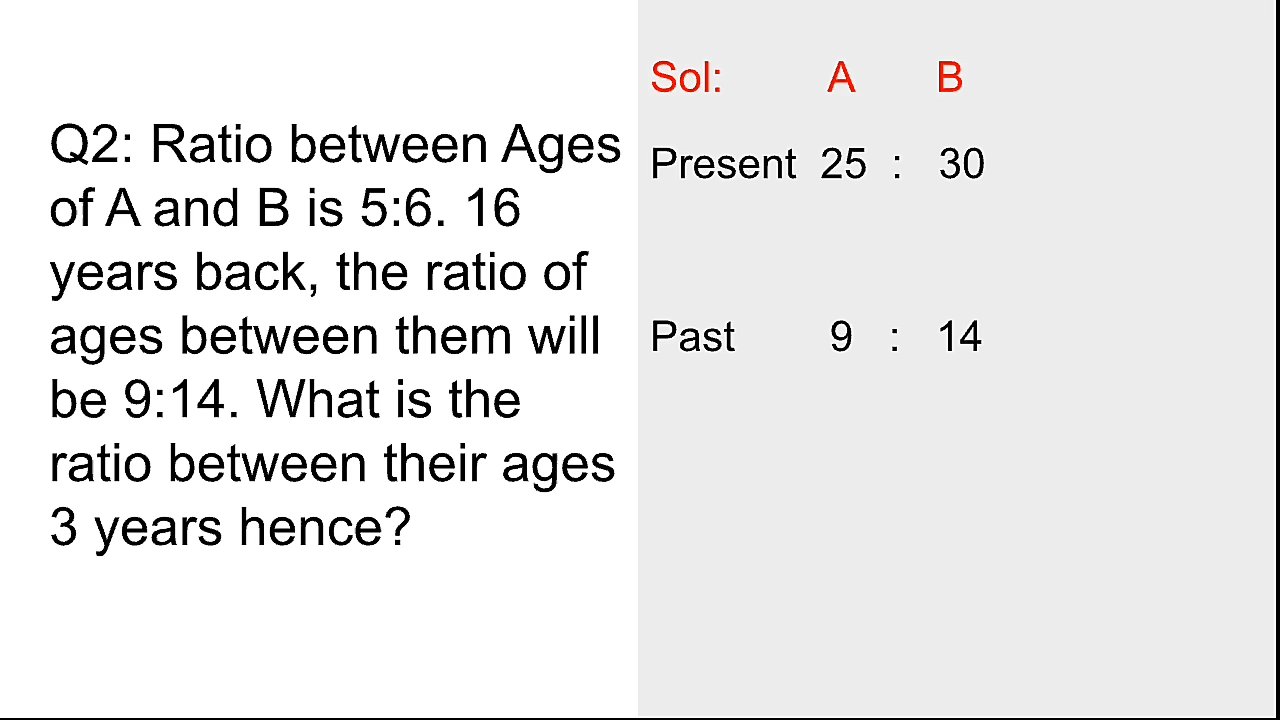 Q2: Ratio between Ages
of A and B is 5:6. 16
years back, the ratio of
ages between them will
be 9:14. What is the
ratio between their ages
3 years hence?
Sol: A B
Present 25 : 30
Past 9 : 14